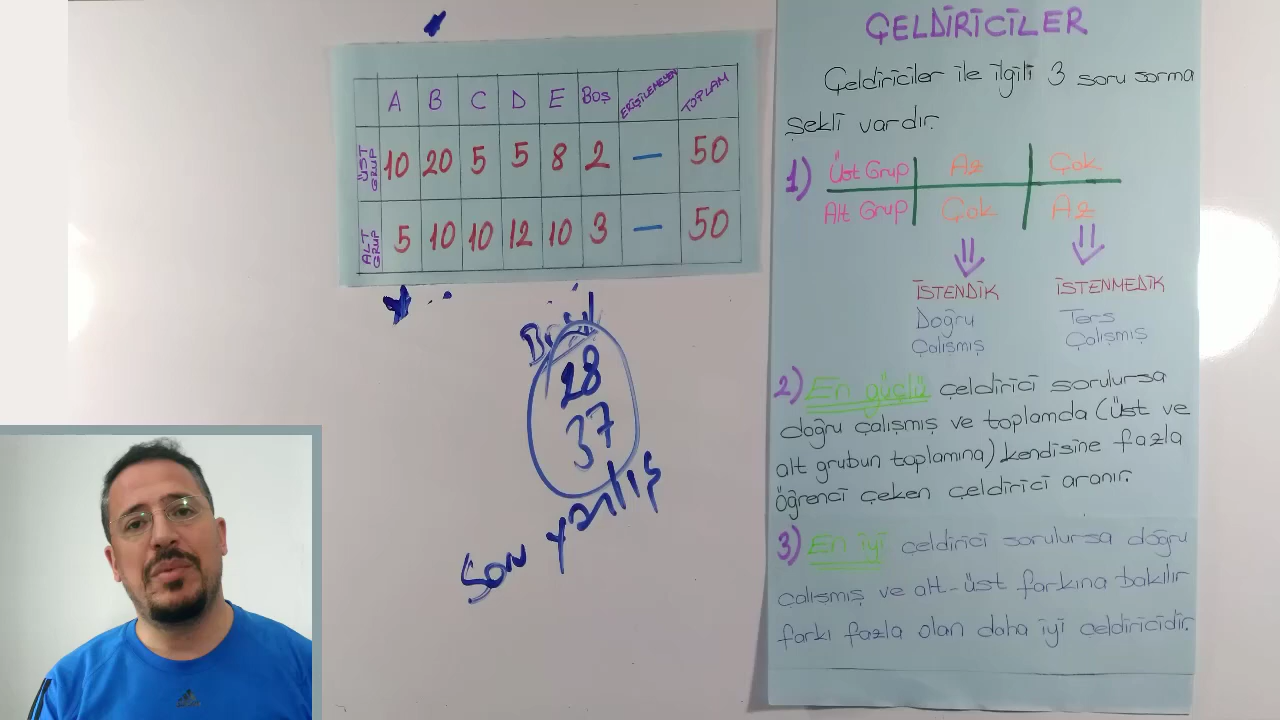 A B C D E BOŞ ERİŞİLEMEYEN TOPLAM
ÜST GRUP 10 20 5 5 8 2 — 50
ALT GRUP 5 10 10 12 10 3 — 50
28
37
Son yanlış
ÇELDİRİCİLER
Çeldiriciler ile ilgili 3 soru sorma
şekli vardır.
1) Üst Grup Az Çok
Alt Grup Çok Az
İSTENDİK İSTENMEDİK
Doğru Ters
Çalışmış Çalışmış
2) En güçlü çeldirici sorulursa
doğru çalışmış ve toplamda (üst ve
alt grubun toplamına) kendisine fazla
öğrenci çeken çeldirici aranır.
3) En iyi çeldirici sorulursa doğru
çalışmış ve alt-üst farkına bakılır
farkı fazla olan daha iyi çeldiricidir.